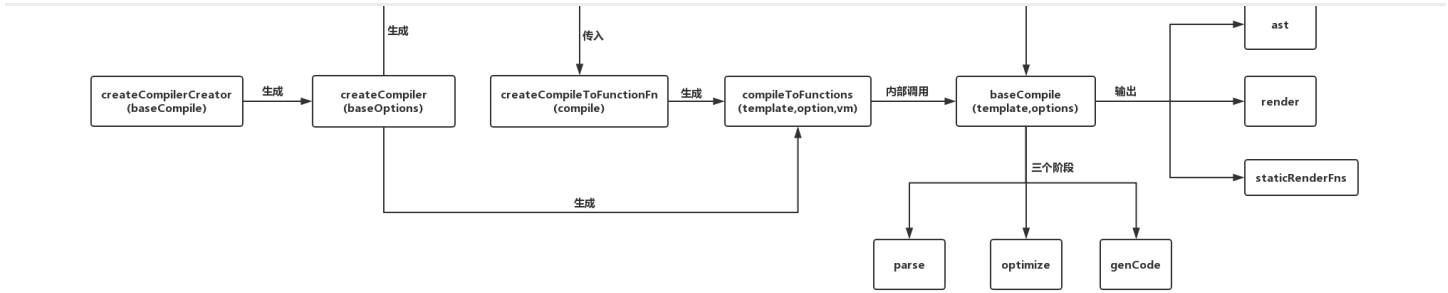 生成
传入
ast
createCompilerCreator
(baseCompile)
生成
createCompiler
(baseOptions)
createCompileToFunctionFn
(compile)
生成
compileToFunctions
(template,option,vm)
内部调用
baseCompile
(template,options)
输出
render
三个阶段
staticRenderFns
生成
parse
optimize
genCode